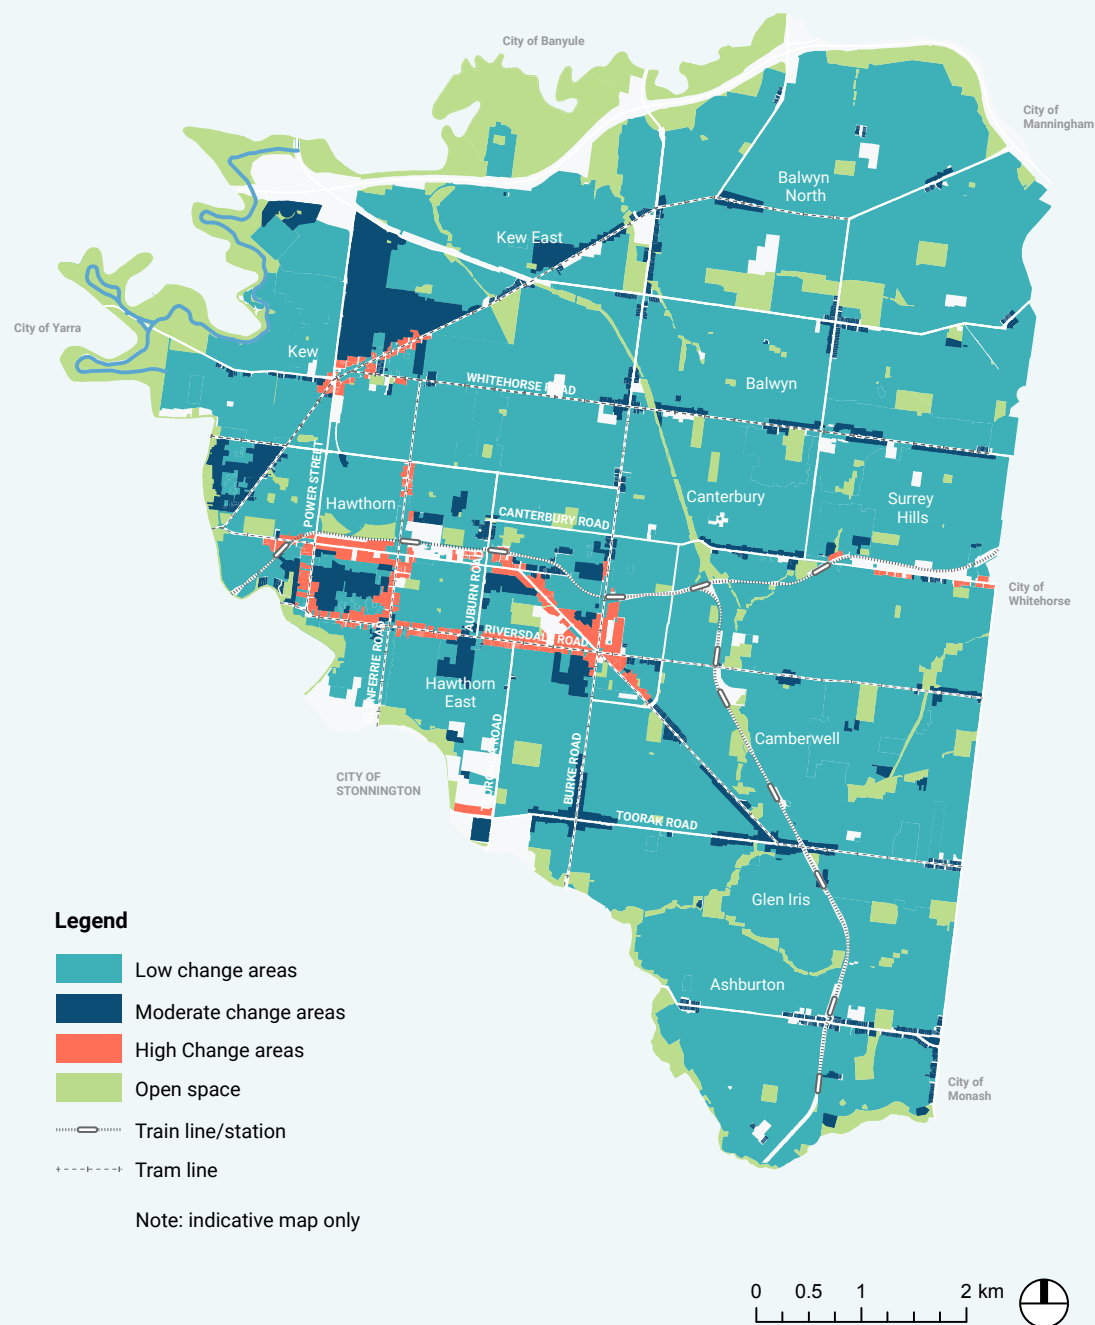 City of Banyule
City of
Manningham
Balwyn
North
Kew East
City of Yarra
Kew
WHITEHORSE ROAD
Balwyn
POWER STREET
Hawthorn
Canterbury
Surrey
Hills
CANTERBURY ROAD
AUBURN ROAD
City of
Whitehorse
RIVERSDALE ROAD
Hawthorn
East
Camberwell
BURKE ROAD
CITY OF
STONNINGTON
TOORAK ROAD
Glen Iris
Ashburton
City of
Monash
Legend
Low change areas
Moderate change areas
High Change areas
Open space
Train line/station
Tram line
Note: indicative map only
0 0.5 1 2 km